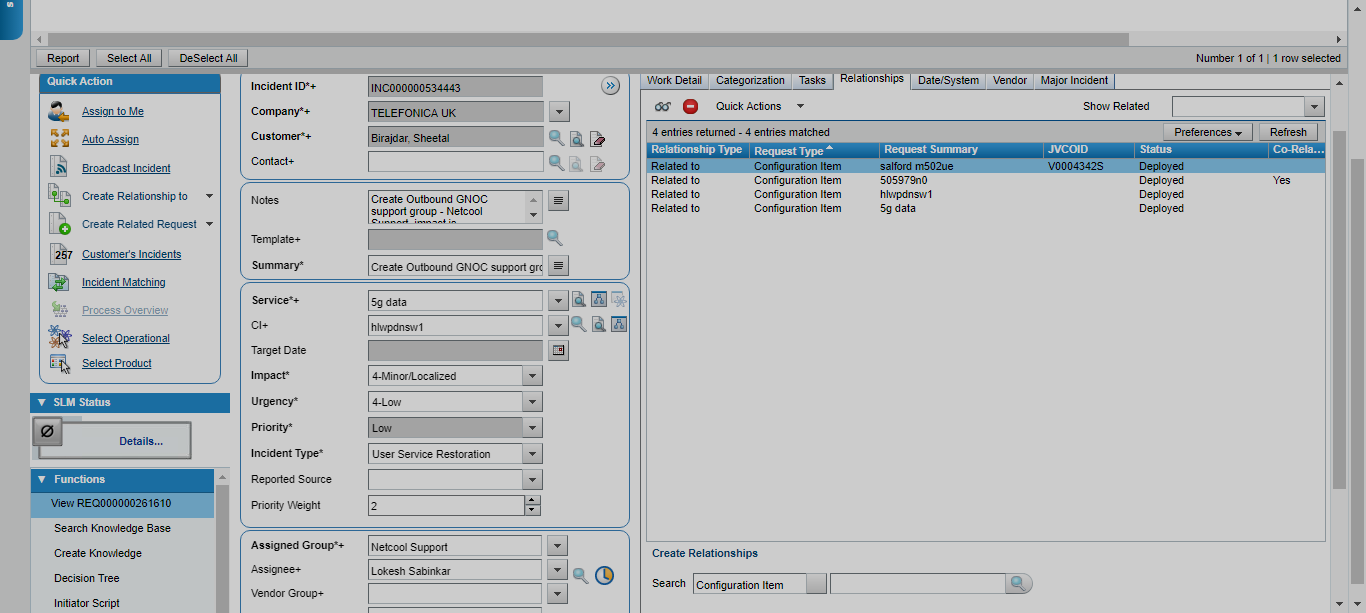 Report Select All DeSelect All Number 1 of 1 | 1 row selected
Quick Action
Assign to Me
Auto Assign
Broadcast Incident
Create Relationship to
Create Related Request
257 Customer's Incidents
Incident Matching
Process Overview
Select Operational
Select Product
SLM Status
Details...
Functions
View REQ000000261610
Search Knowledge Base
Create Knowledge
Decision Tree
Initiator Script
Incident ID*+ INC000000534443
Company*+ TELEFONICA UK
Customer*+ Birajdar, Sheetal
Contact+
Notes Create Outbound GNOC
support group - Netcool
Support, impact is
Template+
Summary* Create Outbound GNOC support gro
Service*+ 5g data
CI+ hlwpdnsw1
Target Date
Impact* 4-Minor/Localized
Urgency* 4-Low
Priority* Low
Incident Type* User Service Restoration
Reported Source
Priority Weight 2
Assigned Group*+ Netcool Support
Assignee+ Lokesh Sabinkar
Vendor Group+
Work Detail Categorization Tasks Relationships Date/System Vendor Major Incident
Quick Actions Show Related
4 entries returned - 4 entries matched Preferences Refresh
Relationship Type Request Type Request Summary JVCOID Status Co-Rela...
Related to Configuration Item salford m502ue V0004342S Deployed
Related to Configuration Item 505979n0 Deployed Yes
Related to Configuration Item hlwpdnsw1 Deployed
Related to Configuration Item 5g data Deployed
Create Relationships
Search Configuration Item